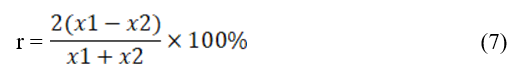 r = 2(x1 − x2) / x1 + x2 × 100% (7)